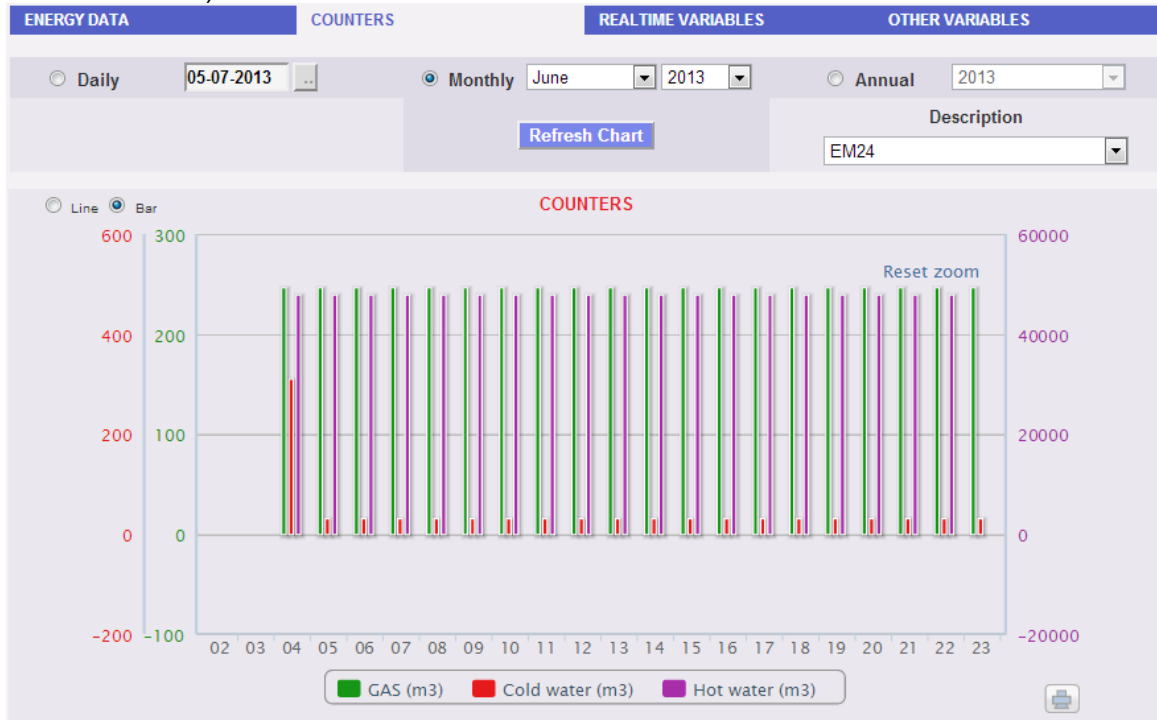 ENERGY DATA COUNTERS REALTIME VARIABLES OTHER VARIABLES
Daily 05-07-2013 .. Monthly June 2013 Annual 2013
Refresh Chart
Description
EM24
Line Bar COUNTERS
600 300 60000
Reset zoom
400 200 40000
200 100 20000
0 0 0
-200 -100 -20000
02 03 04 05 06 07 08 09 10 11 12 13 14 15 16 17 18 19 20 21 22 23
GAS (m3) Cold water (m3) Hot water (m3)